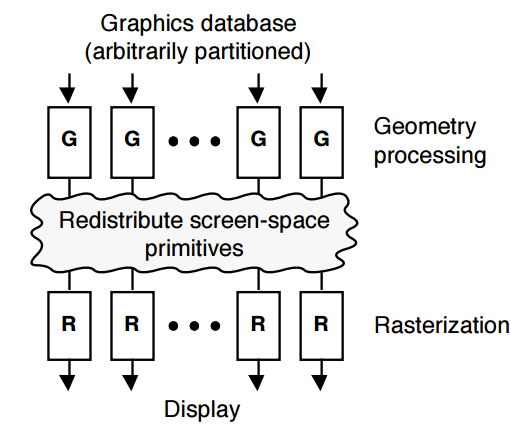 Graphics database
(arbitrarily partitioned)
G G G G
Geometry
processing
Redistribute screen-space
primitives
R R R R
Rasterization
Display